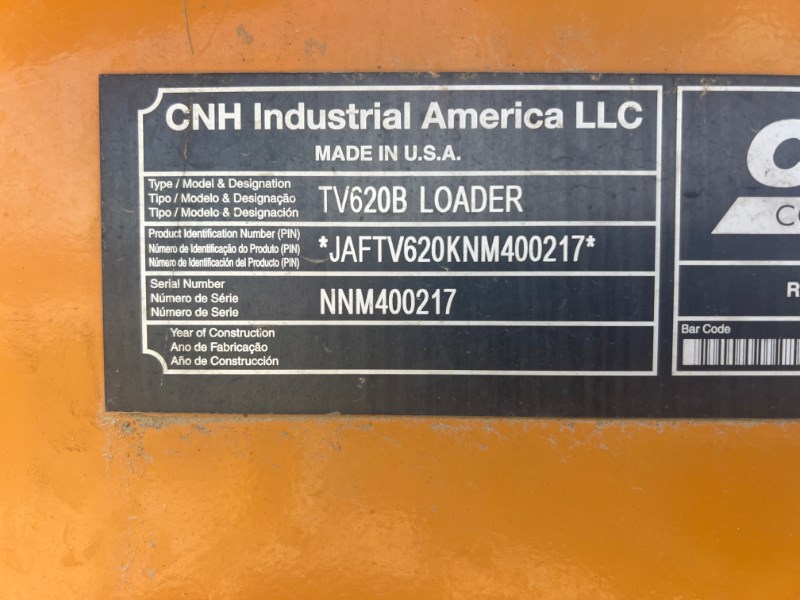 CNH Industrial America LLC
MADE IN U.S.A.
Type / Model & Designation
Tipo / Modelo & Designação
Tipo / Modelo & Designación
TV620B LOADER
Product Identification Number (PIN)
Número de Identificação do Produto (PIN)
Número de Identificación del Producto (PIN)
*JAFTV620KNM400217*
Serial Number
Número de Série
Número de Serie
NNM400217
Year of Construction
Ano de Fabricação
Año de Construcción
Bar Code